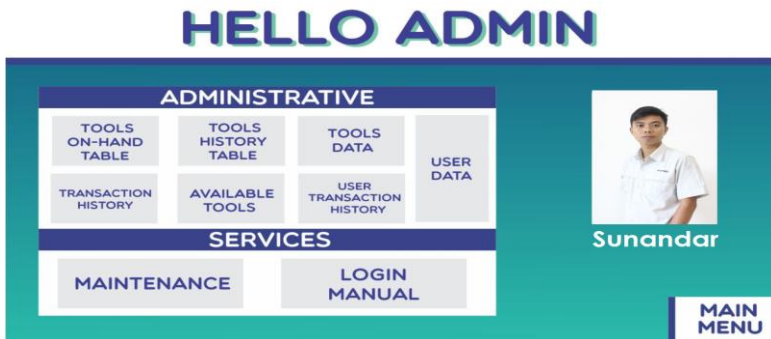 HELLO ADMIN
ADMINISTRATIVE
TOOLS
ON-HAND
TABLE
TOOLS
HISTORY
TABLE
TOOLS
DATA
USER
DATA
TRANSACTION
HISTORY
AVAILABLE
TOOLS
USER
TRANSACTION
HISTORY
SERVICES
MAINTENANCE
LOGIN
MANUAL
Sunandar
MAIN
MENU